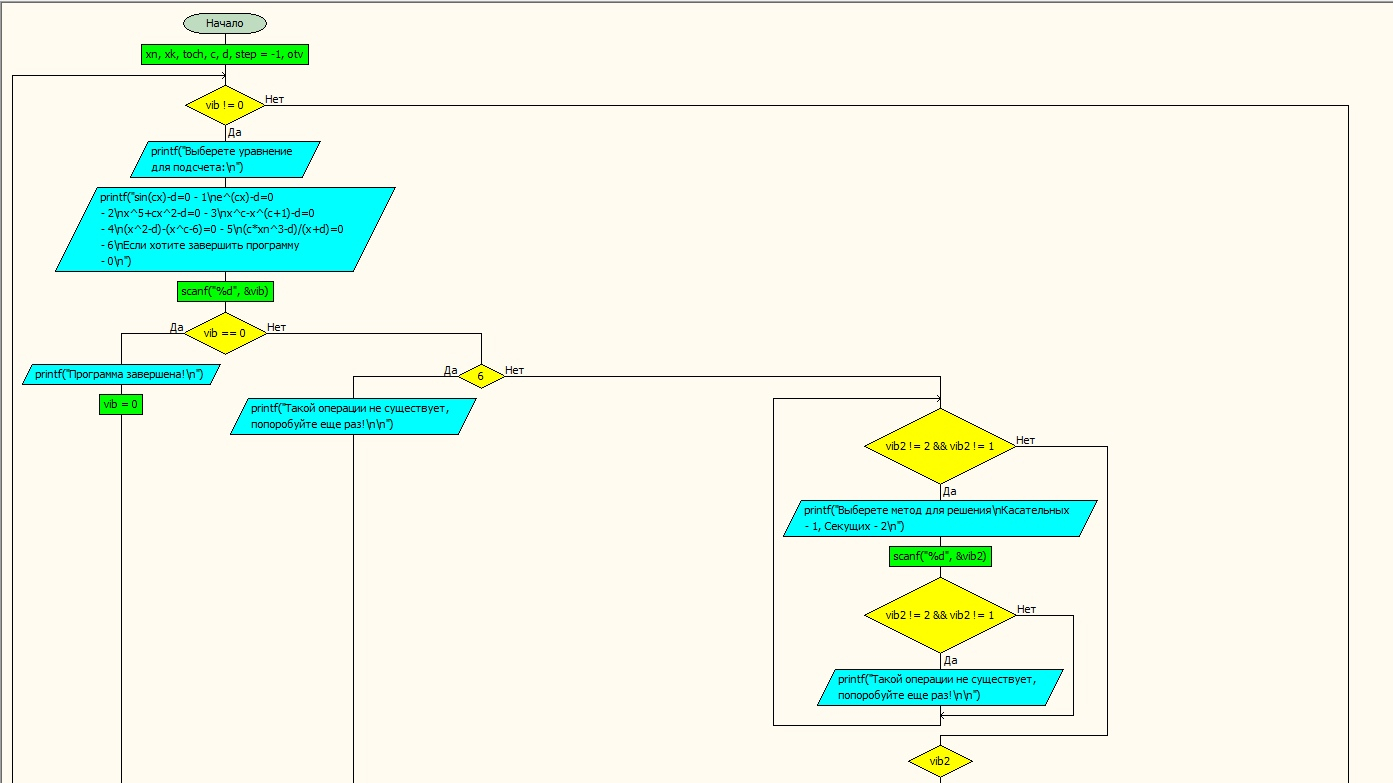 Начало
xn, xk, toch, c, d, step = -1, otv
vib != 0
Нет
Да
printf("Выберете уравнение
для подсчета:\n")
printf("sin(cx)-d=0 - 1\ne^(cx)-d=0
- 2\nx^5+cx^2-d=0 - 3\nx^c-x^(c+1)-d=0
- 4\n(x^2-d)-(x^c-6)=0 - 5\n(c*xn^3-d)/(x+d)=0
- 6\nЕсли хотите завершить программу
- 0\n")
scanf("%d", &vib)
Да
vib == 0
Нет
printf("Программа завершена!\n")
vib = 0
Да
6
Нет
printf("Такой операции не существует,
попоробуйте еще раз!\n\n")
vib2 != 2 && vib2 != 1
Нет
Да
printf("Выберете метод для решения\nКасательных
- 1, Секущих - 2\n")
scanf("%d", &vib2)
vib2 != 2 && vib2 != 1
Нет
Да
printf("Такой операции не существует,
попоробуйте еще раз!\n\n")
vib2